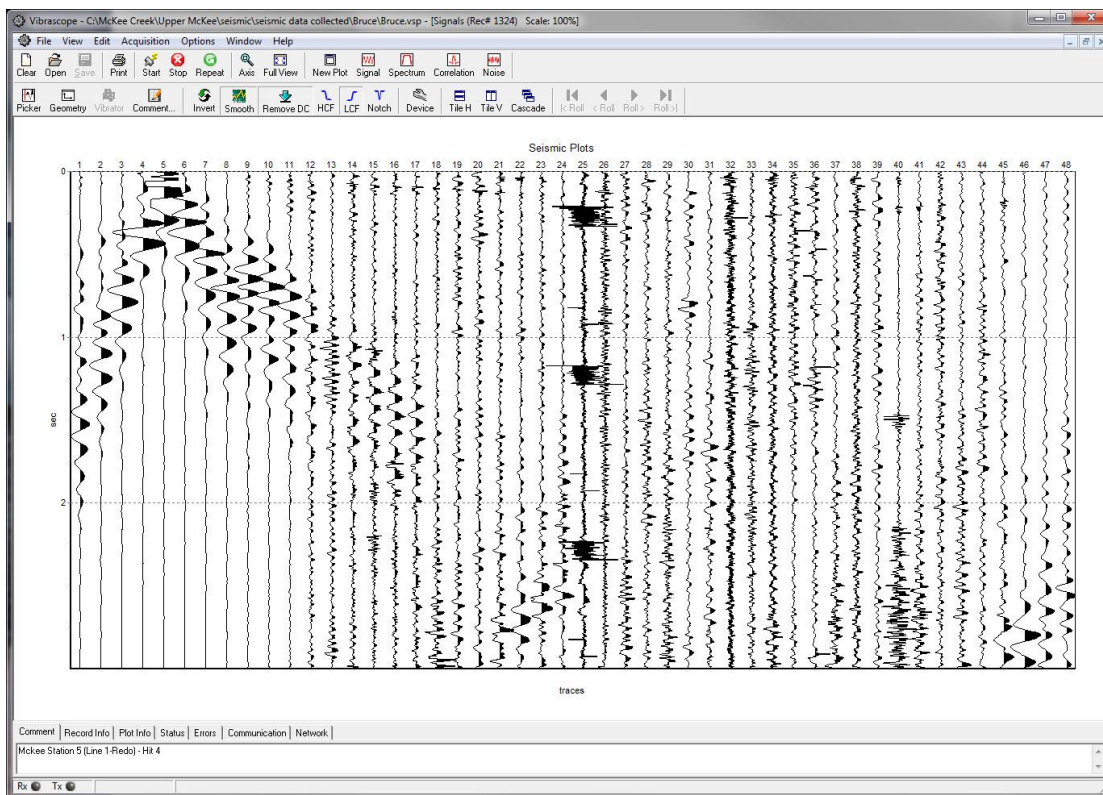 Vibrascope - C:\McKee Creek\Upper McKee\seismic\seismic data collected\Bruce\Bruce.vsp - [Signals (Rec# 1324) Scale: 100%]
File View Edit Acquisition Options Window Help
Clear Open Save Print Start Stop Repeat Axis Full View New Plot Signal Spectrum Correlation Noise
Picker Geometry Vibrator Comment... Invert Smooth Remove DC HCF LCF Notch Device Tile H Tile V Cascade |< Roll < Roll Roll > Roll >|
Seismic Plots
1 2 3 4 5 6 7 8 9 10 11 12 13 14 15 16 17 18 19 20 21 22 23 24 25 26 27 28 29 30 31 32 33 34 35 36 37 38 39 40 41 42 43 44 45 46 47 48
0
1
sec
2
traces
Comment Record Info Plot Info Status Errors Communication Network
Mckee Station 5 (Line 1-Redo) - Hit 4
Rx Tx